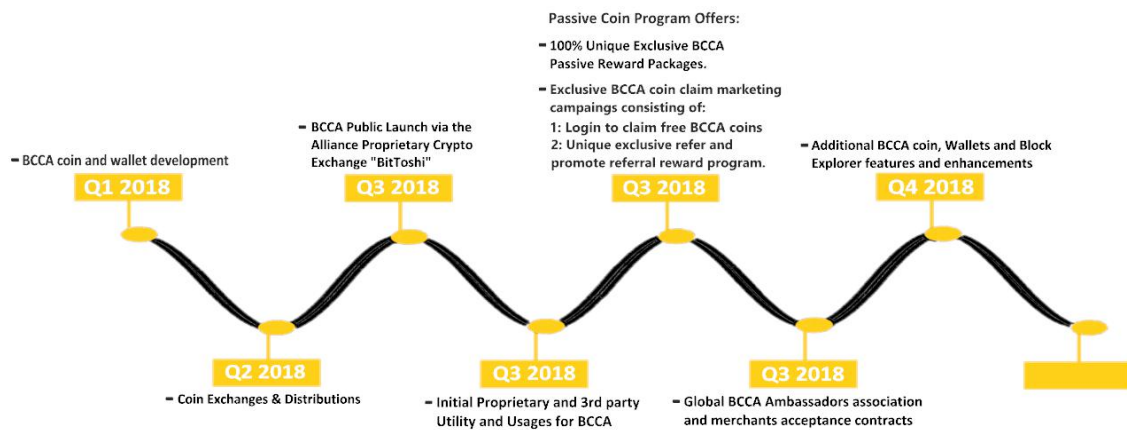 Passive Coin Program Offers:
- 100% Unique Exclusive BCCA
Passive Reward Packages.
- Exclusive BCCA coin claim marketing
campaings consisting of:
1: Login to claim free BCCA coins
2: Unique exclusive refer and
promote referral reward program.
- BCCA coin and wallet development
Q1 2018
- BCCA Public Launch via the
Alliance Proprietary Crypto
Exchange "BitToshi"
Q3 2018
Q3 2018
- Additional BCCA coin, Wallets and Block
Explorer features and enhancements
Q4 2018
Q2 2018
- Coin Exchanges & Distributions
Q3 2018
- Initial Proprietary and 3rd party
Utility and Usages for BCCA
Q3 2018
- Global BCCA Ambassadors association
and merchants acceptance contracts